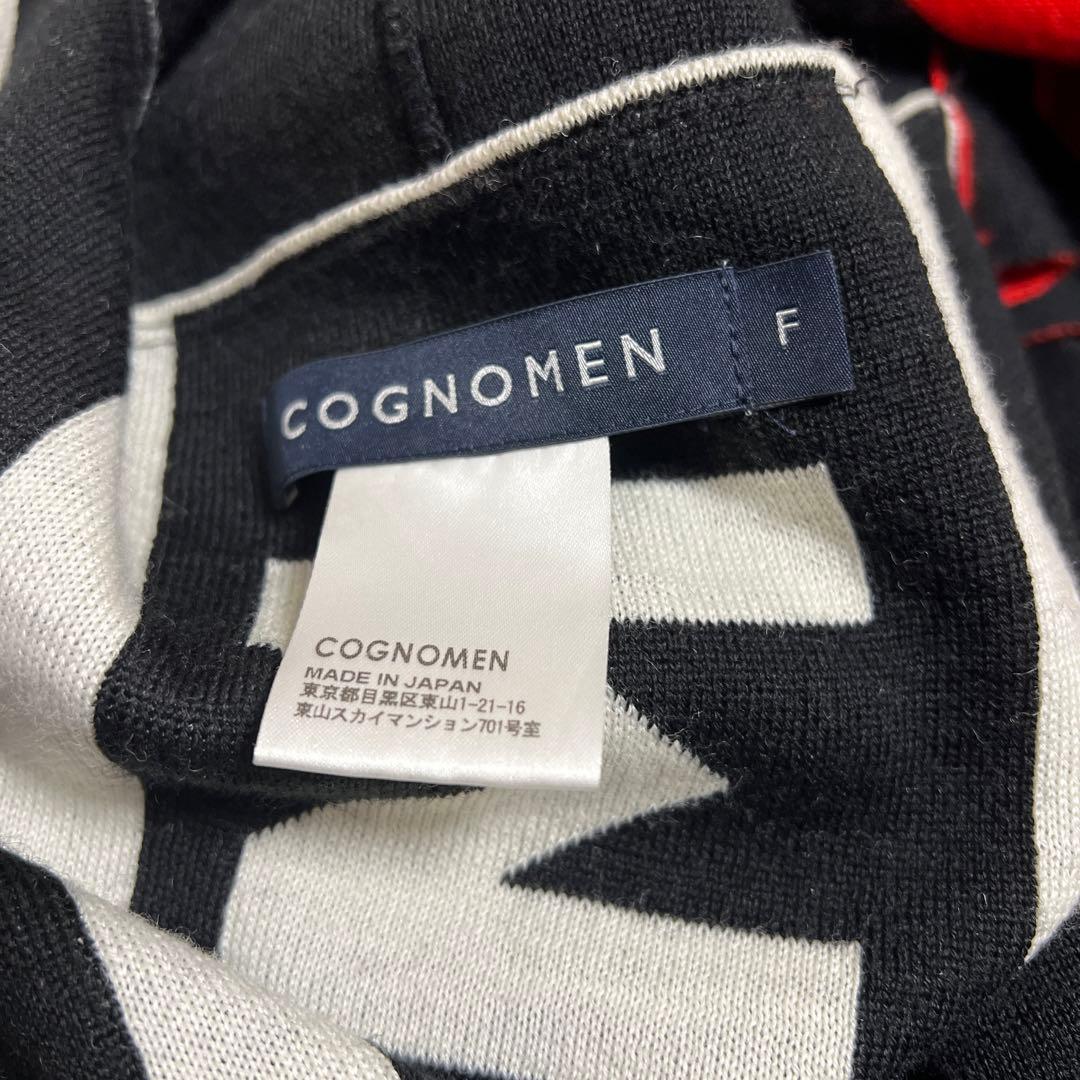 COGNOMEN
F
COGNOMEN
MADE IN JAPAN
東京都目黒区東山1-21-16
東山スカイマンション701号室